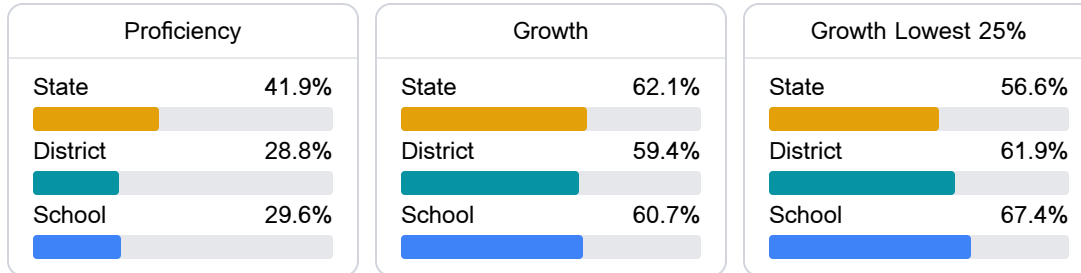 Proficiency
State 41.9%
District 28.8%
School 29.6%
Growth
State 62.1%
District 59.4%
School 60.7%
Growth Lowest 25%
State 56.6%
District 61.9%
School 67.4%